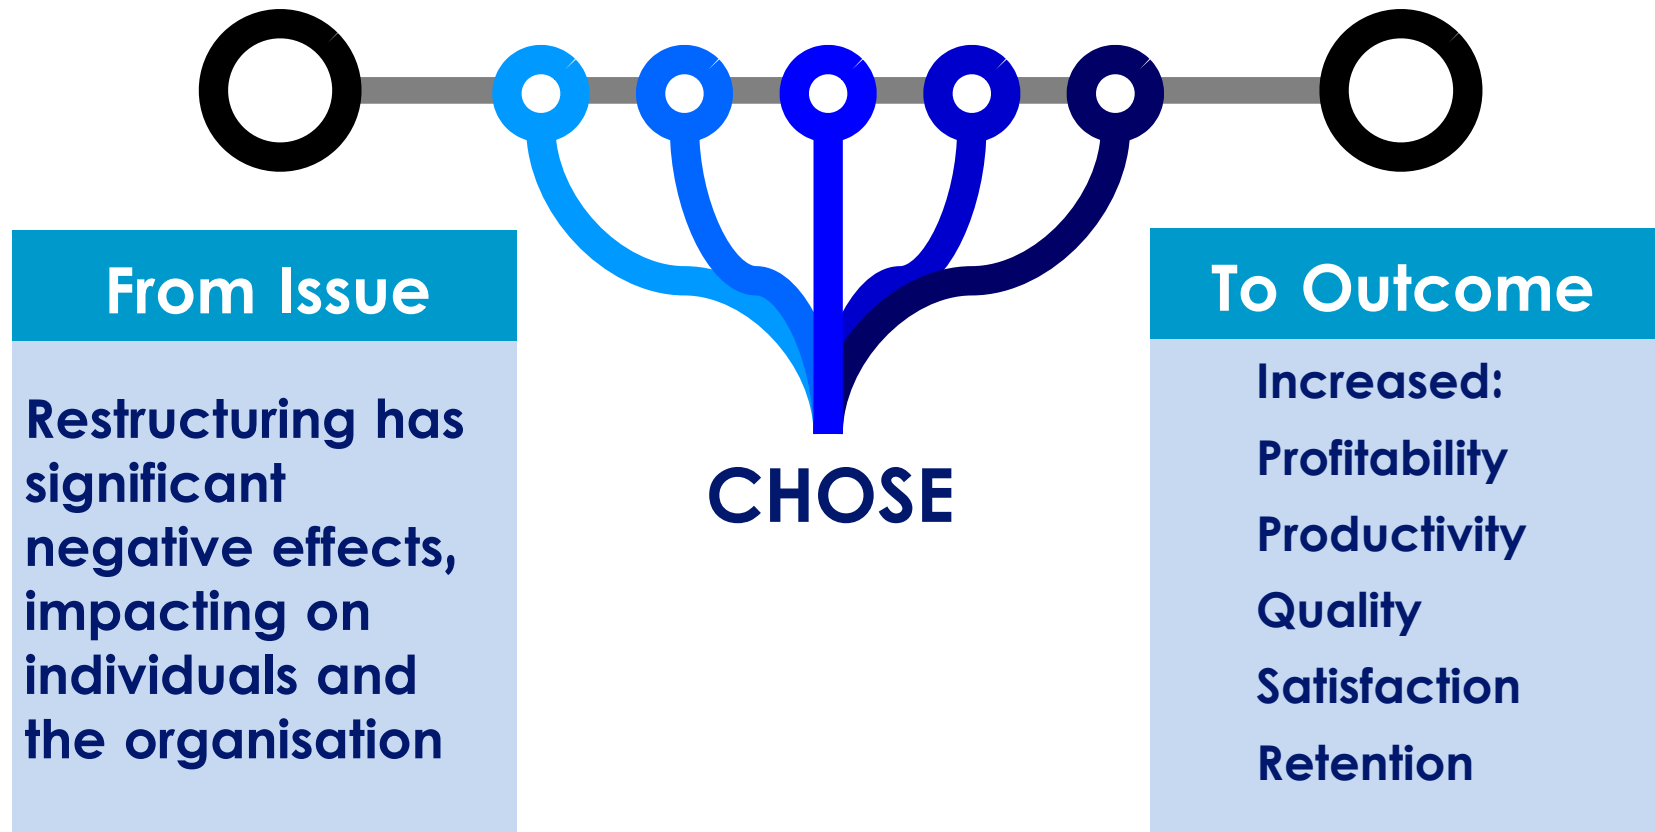 From Issue
Restructuring has
significant
negative effects,
impacting on
individuals and
the organisation
CHOSE
To Outcome
Increased:
Profitability
Productivity
Quality
Satisfaction
Retention